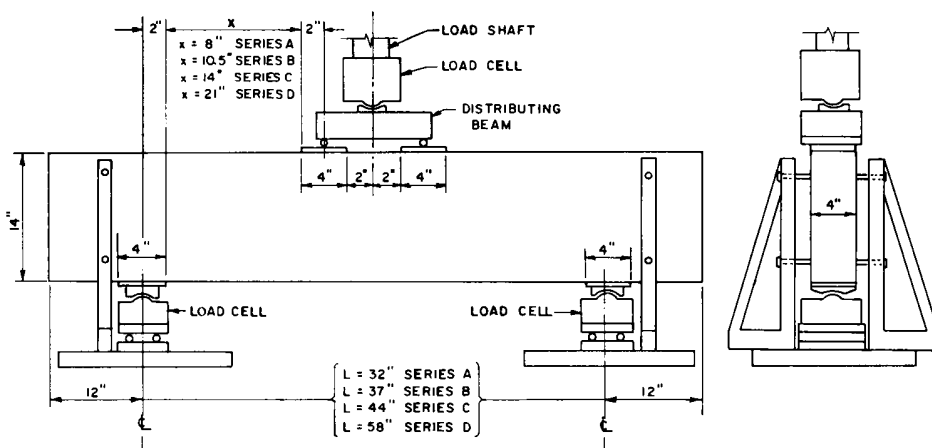 2"
x
2"
x = 8" SERIES A
x = 10.5" SERIES B
x = 14" SERIES C
x = 21" SERIES D
LOAD SHAFT
LOAD CELL
DISTRIBUTING
BEAM
4"
2"
2"
4"
14"
4"
4"
4"
LOAD CELL
LOAD CELL
12"
L = 32" SERIES A
L = 37" SERIES B
L = 44" SERIES C
L = 58" SERIES D
12"
℄
℄